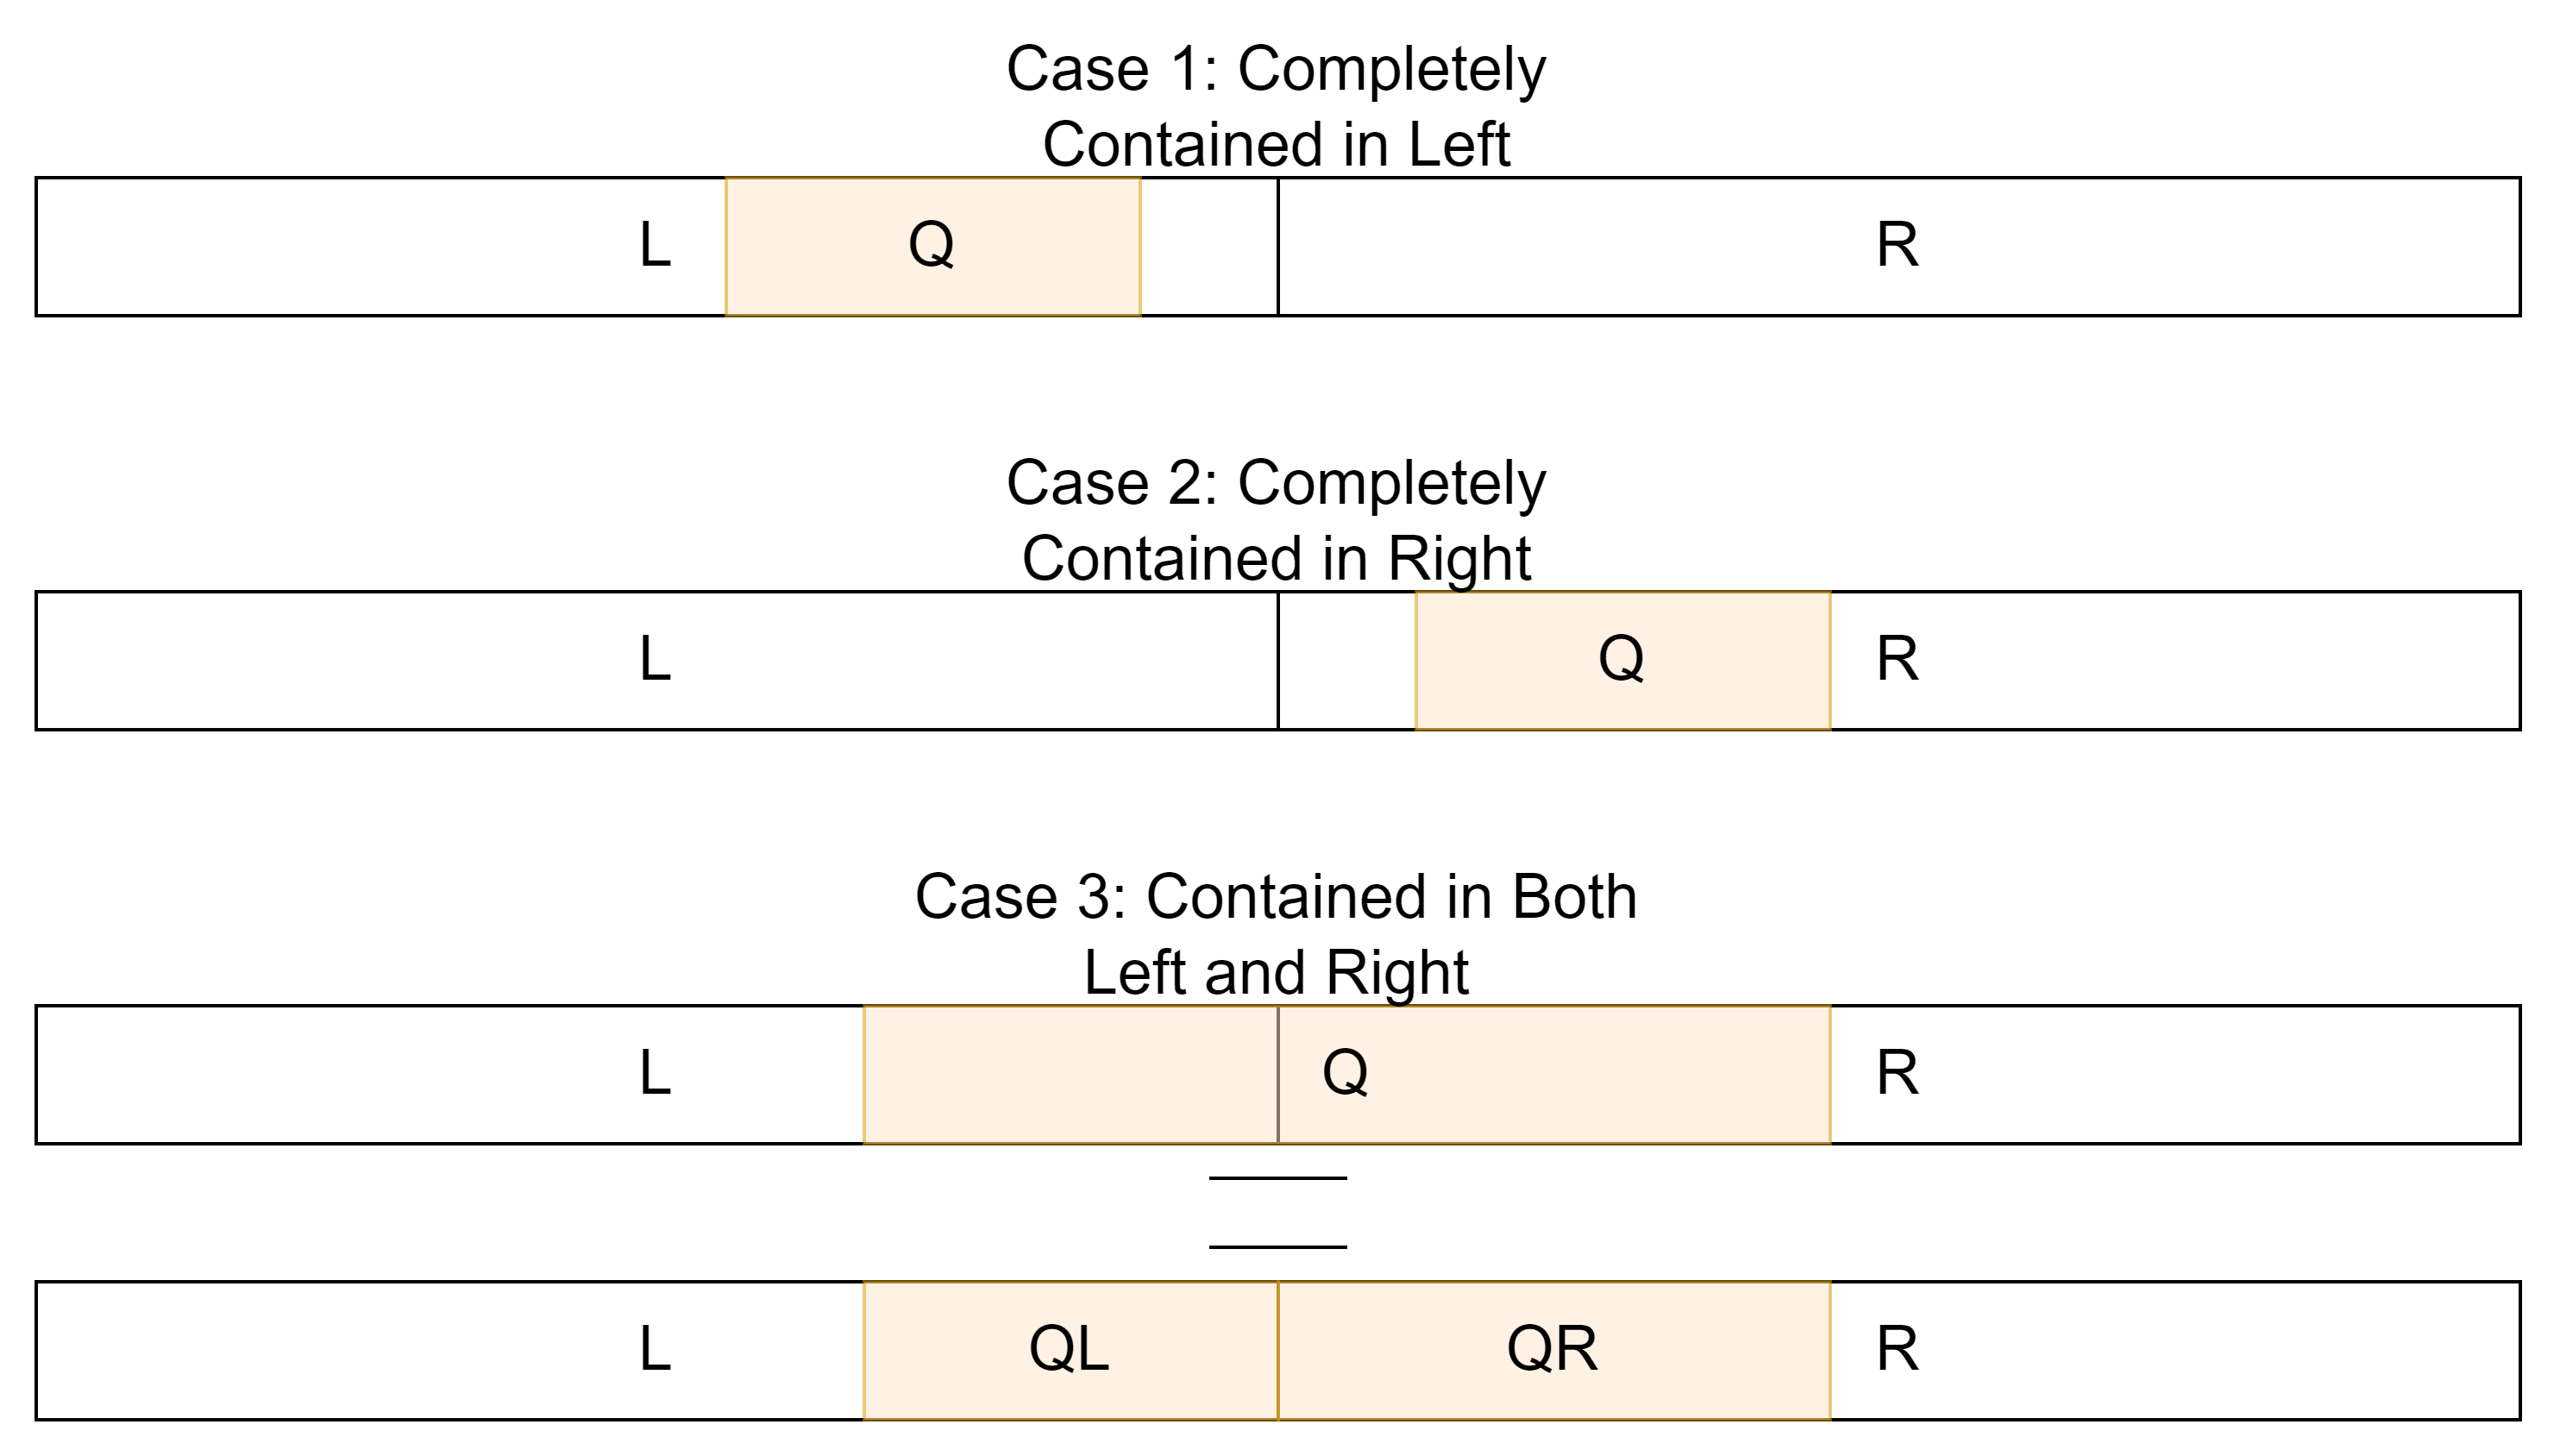 Case 1: Completely
Contained in Left
L Q R
Case 2: Completely
Contained in Right
L Q R
Case 3: Contained in Both
Left and Right
L Q R
L QL QR R